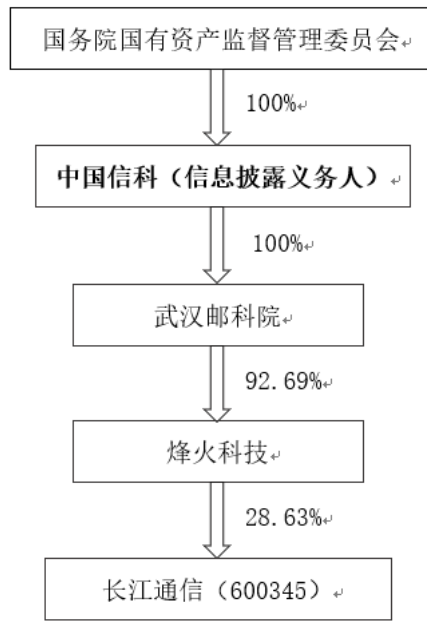 国务院国有资产监督管理委员会
100%
中国信科（信息披露义务人）
100%
武汉邮科院
92.69%
烽火科技
28.63%
长江通信（600345）